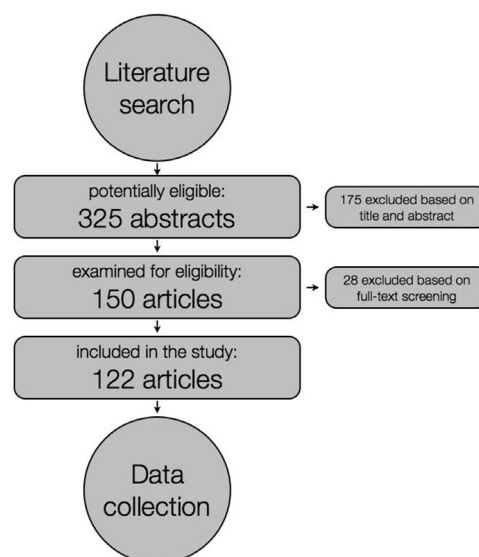 Literature
search
potentially eligible:
325 abstracts
175 excluded based on
title and abstract
examined for eligibility:
150 articles
28 excluded based on
full-text screening
included in the study:
122 articles
Data
collection